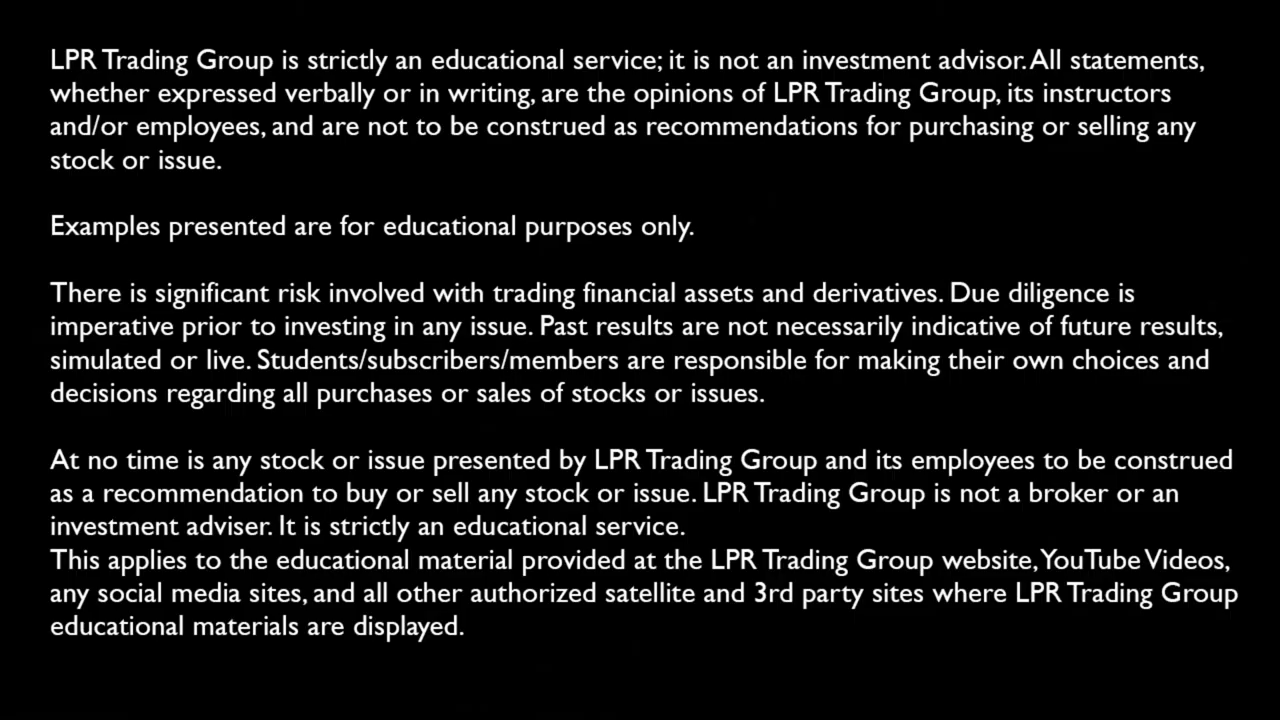 LPR Trading Group is strictly an educational service; it is not an investment advisor. All statements,
whether expressed verbally or in writing, are the opinions of LPR Trading Group, its instructors
and/or employees, and are not to be construed as recommendations for purchasing or selling any
stock or issue.
Examples presented are for educational purposes only.
There is significant risk involved with trading financial assets and derivatives. Due diligence is
imperative prior to investing in any issue. Past results are not necessarily indicative of future results,
simulated or live. Students/subscribers/members are responsible for making their own choices and
decisions regarding all purchases or sales of stocks or issues.
At no time is any stock or issue presented by LPR Trading Group and its employees to be construed
as a recommendation to buy or sell any stock or issue. LPR Trading Group is not a broker or an
investment adviser. It is strictly an educational service.
This applies to the educational material provided at the LPR Trading Group website, YouTube Videos,
any social media sites, and all other authorized satellite and 3rd party sites where LPR Trading Group
educational materials are displayed.